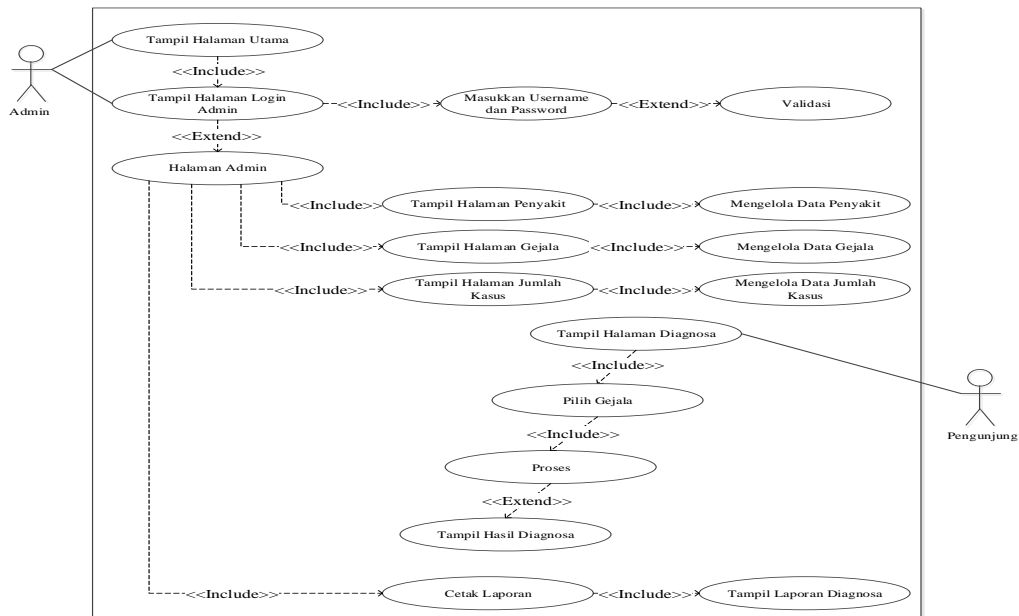 Tampil Halaman Utama
<<Include>>
Admin
Tampil Halaman Login
Admin
<<Include>>
Masukkan Username
dan Password
<<Extend>>
Validasi
<<Extend>>
Halaman Admin
<<Include>>
Tampil Halaman Penyakit
<<Include>>
Mengelola Data Penyakit
<<Include>>
Tampil Halaman Gejala
<<Include>>
Mengelola Data Gejala
<<Include>>
Tampil Halaman Jumlah
Kasus
<<Include>>
Mengelola Data Jumlah
Kasus
Tampil Halaman Diagnosa
<<Include>>
Pilih Gejala
Pengunjung
<<Include>>
Proses
<<Extend>>
Tampil Hasil Diagnosa
<<Include>>
Cetak Laporan
<<Include>>
Tampil Laporan Diagnosa